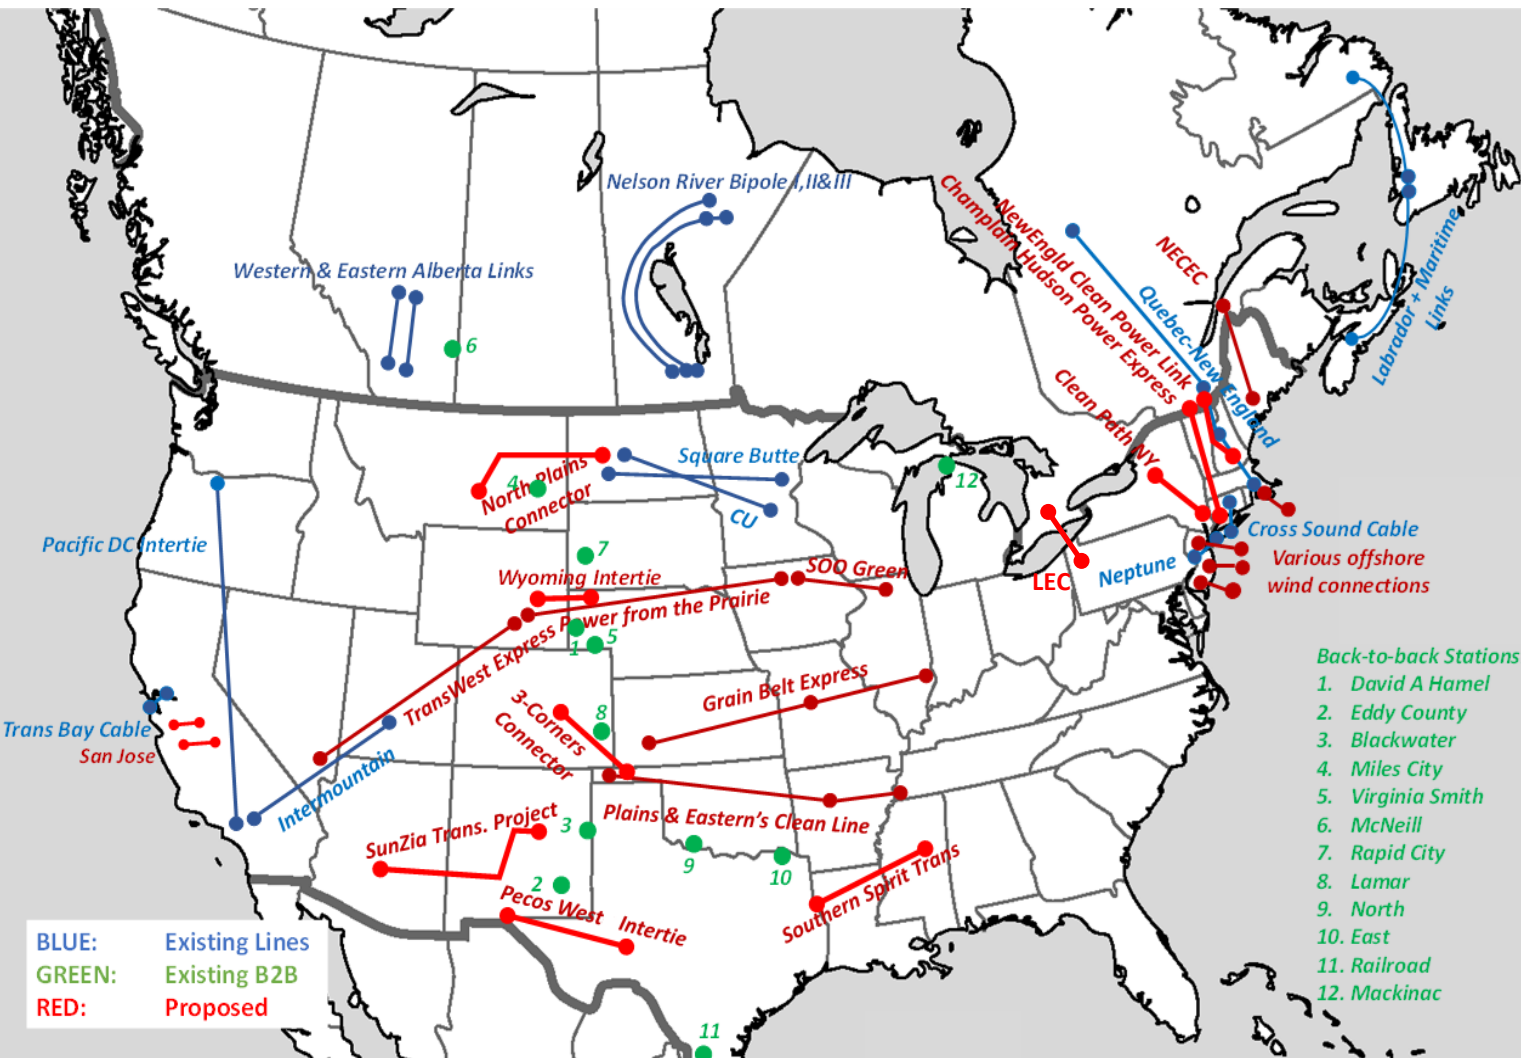 Nelson River Bipole I,II&III
Western & Eastern Alberta Links
6
Champlain Hudson Power Express
NewEngld Clean Power Link
Quebec-New England
NECEC
Labrador + Maritime
Links
Clean Path NY
Square Butte
CU
North Plains
Connector
4
12
Pacific DC Intertie
7
Wyoming Intertie
SOO Green
LEC
Neptune
Cross Sound Cable
Various offshore
wind connections
Power from the Prairie
TransWest Express
1
5
Grain Belt Express
3-Corners
Connector
8
Trans Bay Cable
San Jose
Intermountain
SunZia Trans. Project
3
Plains & Eastern's Clean Line
9
10
2
Pecos West Intertie
Southern Spirit Trans
11
Back-to-back Stations
1. David A Hamel
2. Eddy County
3. Blackwater
4. Miles City
5. Virginia Smith
6. McNeill
7. Rapid City
8. Lamar
9. North
10. East
11. Railroad
12. Mackinac
BLUE: Existing Lines
GREEN: Existing B2B
RED: Proposed